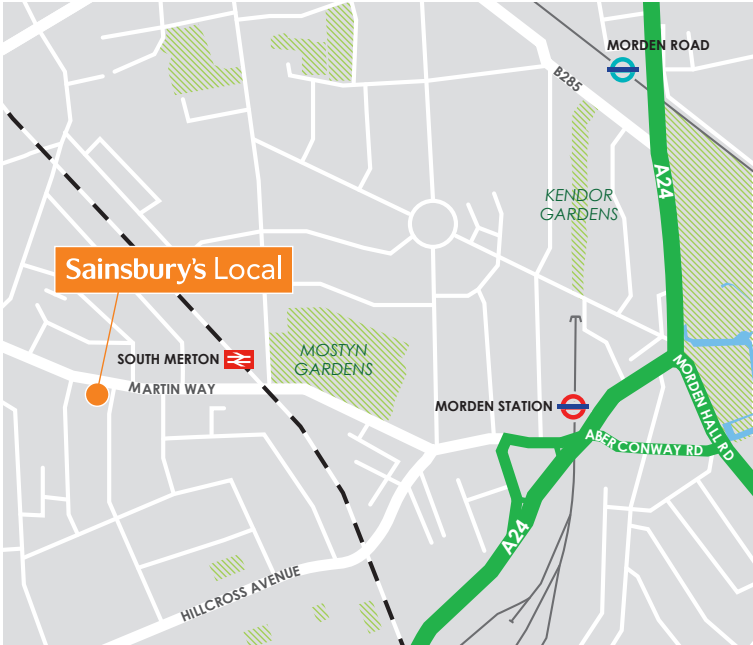 MORDEN ROAD
B285
A24
KENDOR
GARDENS
Sainsbury's Local
SOUTH MERTON
MOSTYN
GARDENS
MARTIN WAY
MORDEN STATION
MORDEN HALL RD
ABERCONWAY RD
A24
HILLCROSS AVENUE